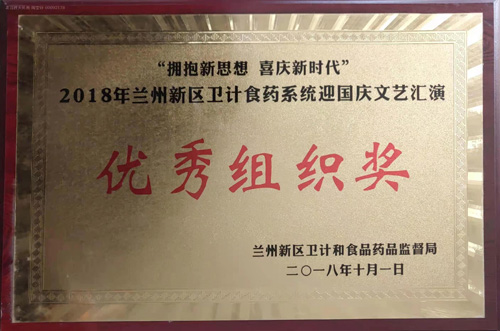 “拥抱新思想 喜庆新时代”
2018年兰州新区卫计食药系统迎国庆文艺汇演
优秀组织奖
兰州新区卫计和食品药品监督局
二〇一八年十月一日